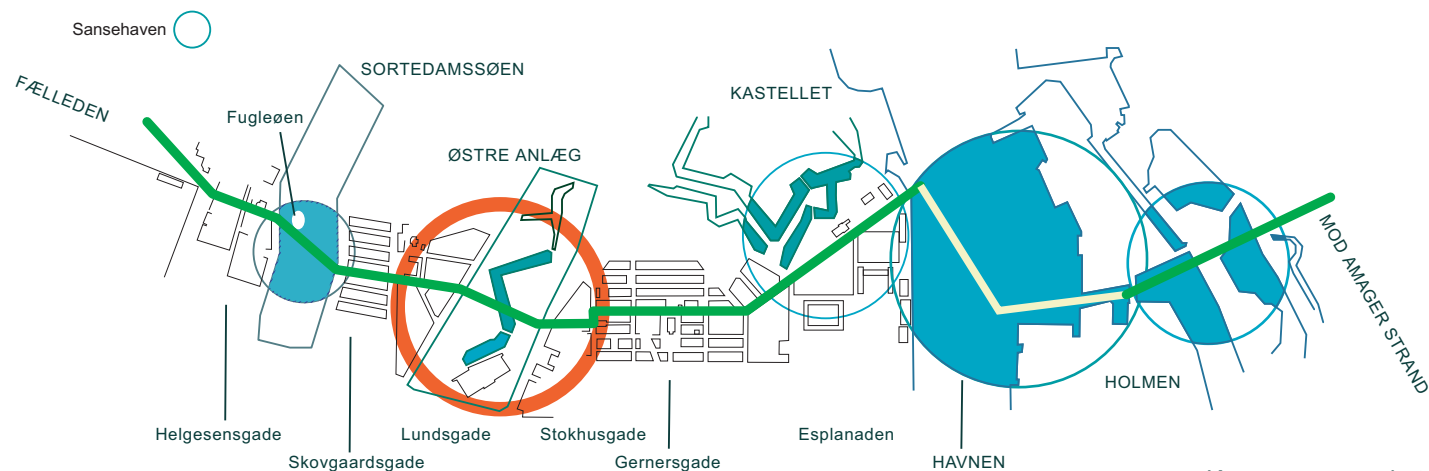 Sansehaven
FÆLLEDEN
SORTEDAMSSØEN
Fugleøen
ØSTRE ANLÆG
KASTELLET
MOD AMAGER STRAND
HOLMEN
Helgesensgade
Lundsgade
Stokhusgade
Esplanaden
Skovgaardsgade
Gernersgade
HAVNEN